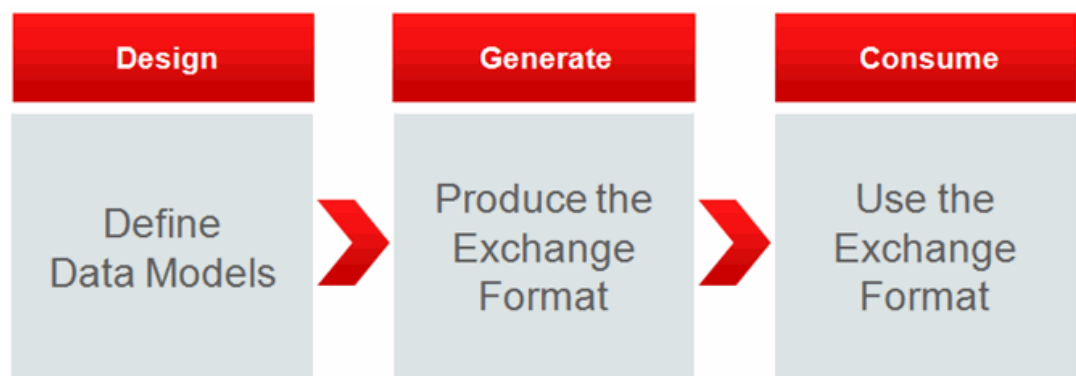 Design
Define
Data Models
Generate
Produce the
Exchange
Format
Consume
Use the
Exchange
Format